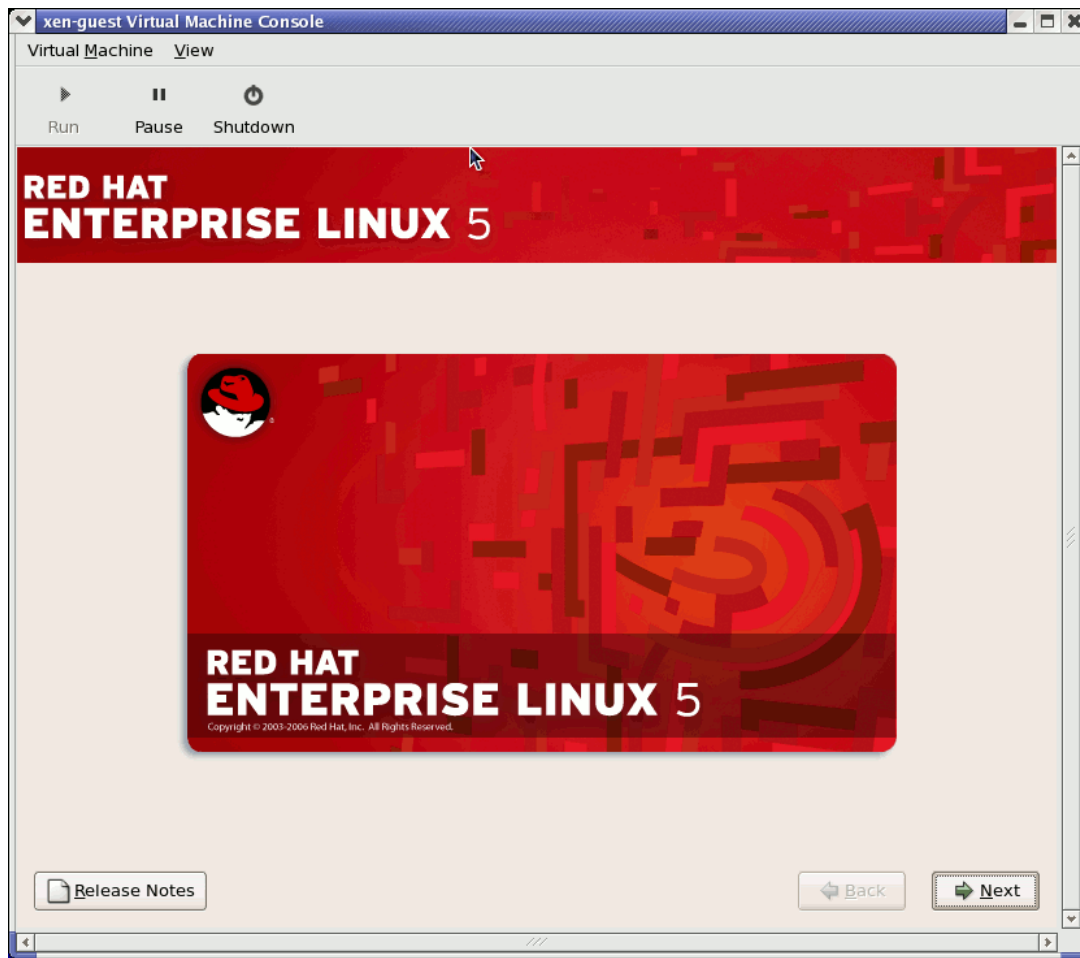 xen-guest Virtual Machine Console
Virtual Machine View
Run Pause Shutdown
RED HAT
ENTERPRISE LINUX 5
RED HAT
ENTERPRISE LINUX 5
Copyright © 2003-2006 Red Hat, Inc. All Rights Reserved.
Release Notes Back Next